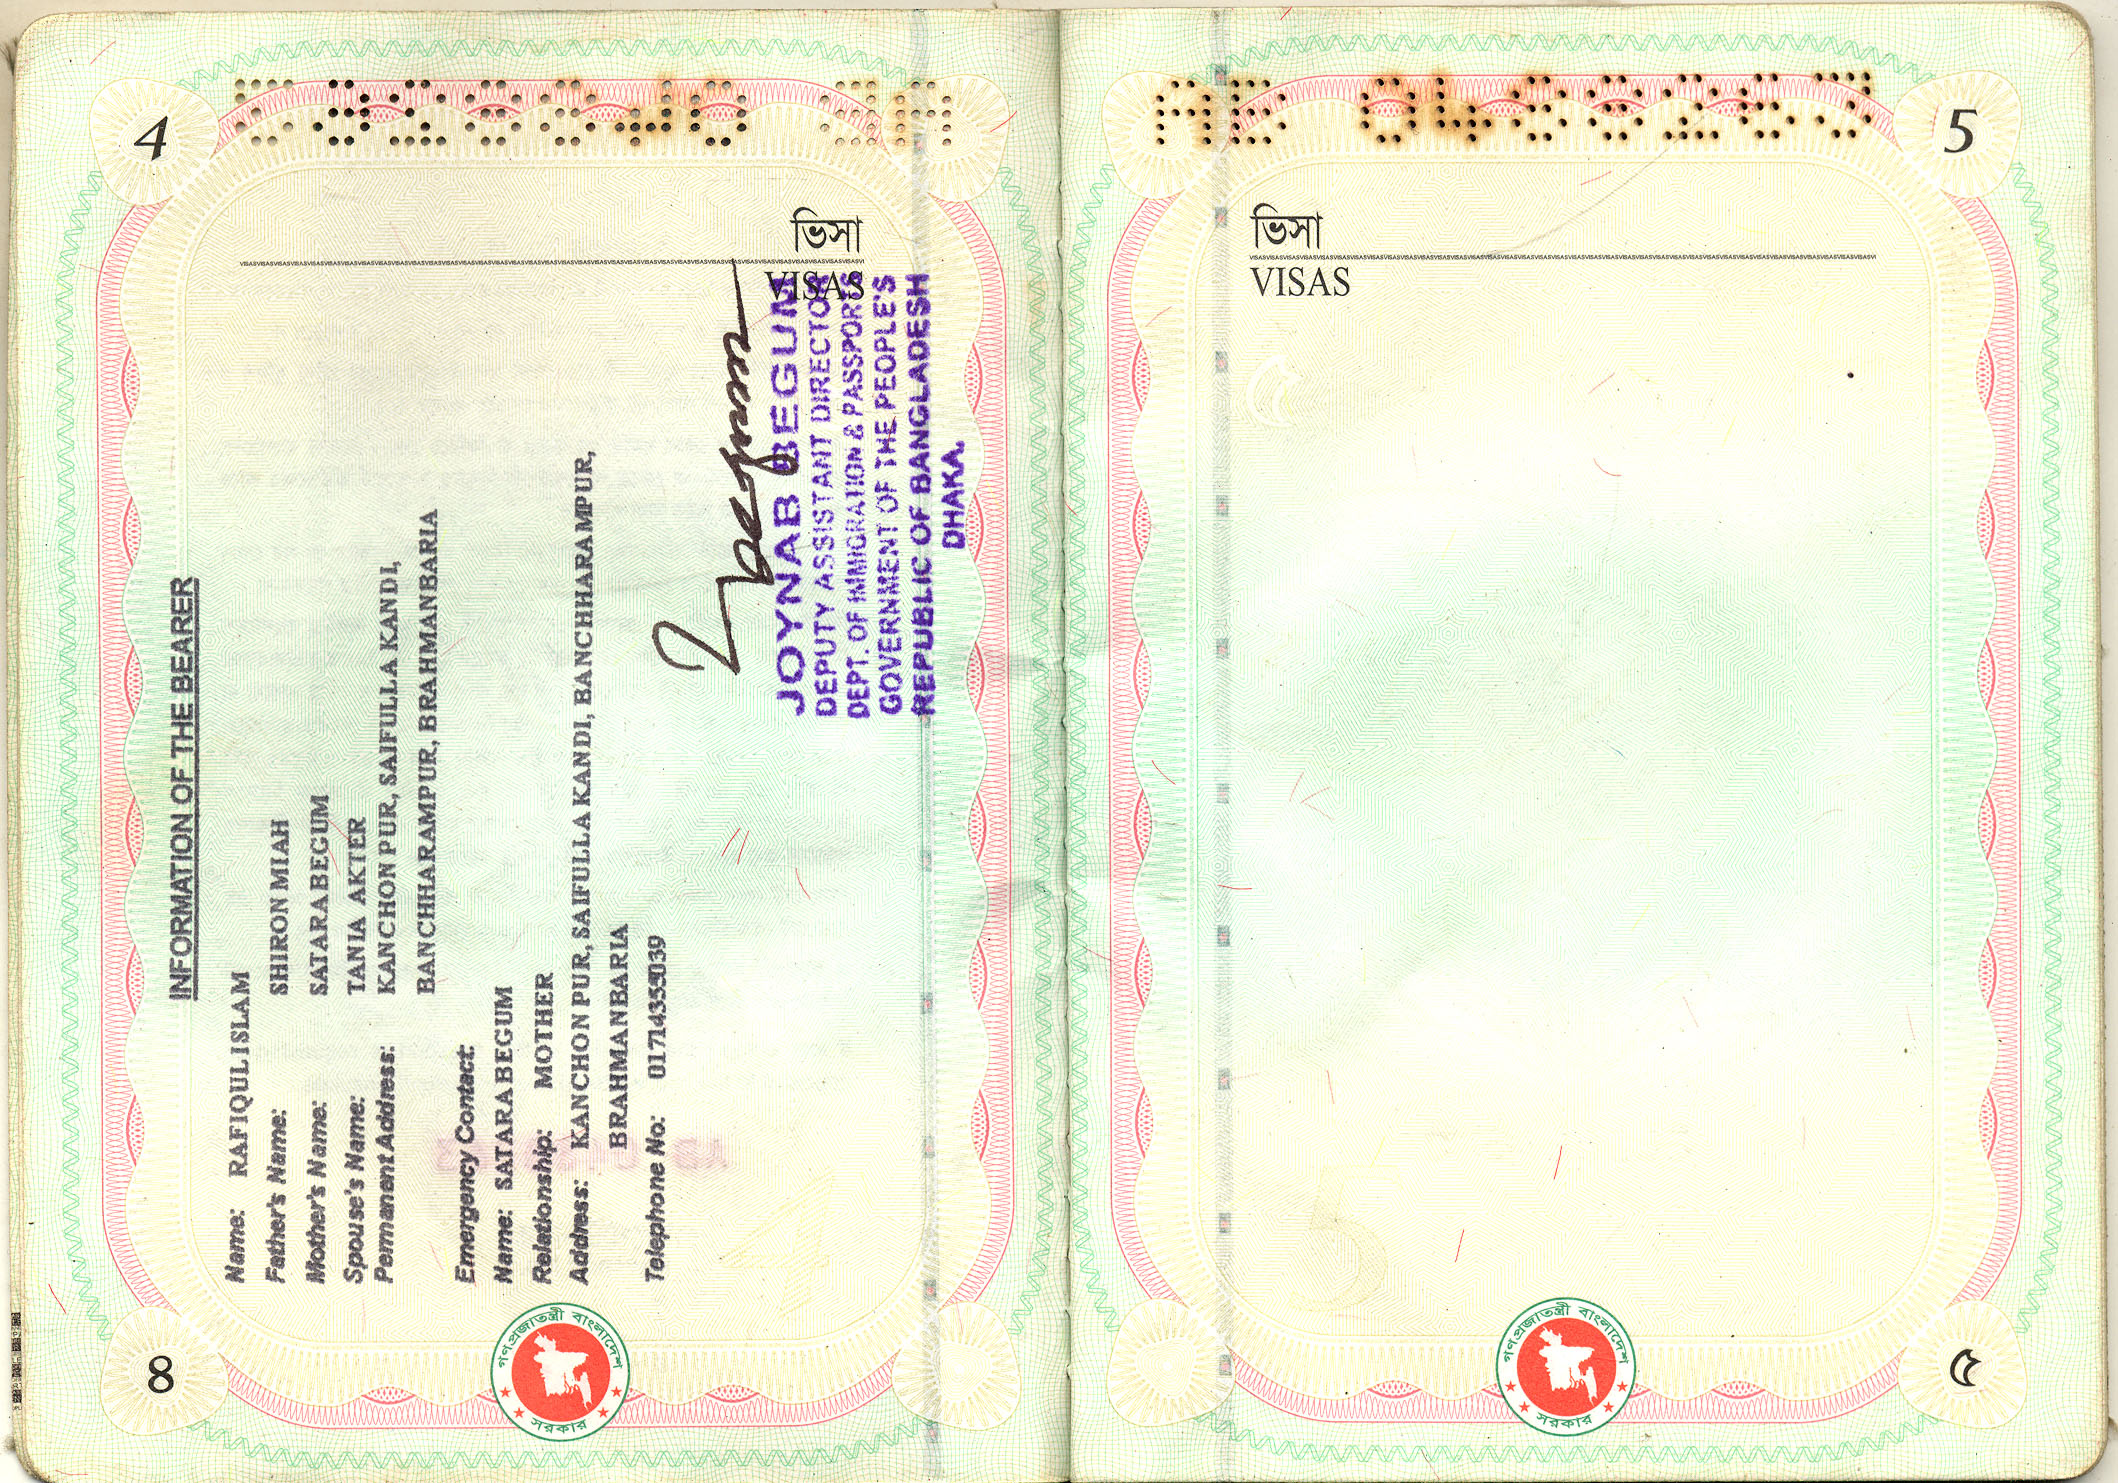 4
ভিসা
VISAS
INFORMATION OF THE BEARER
Name: RAFIQUL ISLAM
Father's Name: SHIRON MIAH
Mother's Name: SATARA BEGUM
Spouse's Name: TANIA AKTER
Permanent Address: KANCHON PUR, SAIFULLA KANDI,
BANCHHARAMPUR, BRAHMANBARIA
Emergency Contact:
Name: SATARA BEGUM
Relationship: MOTHER
Address: KANCHON PUR, SAIFULLA KANDI, BANCHHARAMPUR,
BRAHMANBARIA
Telephone No:
JOYNAB BEGUM
DEPUTY ASSISTANT DIRECTOR
DEPT. OF IMMIGRATION & PASSPORTS
GOVERNMENT OF THE PEOPLE'S
REPUBLIC OF BANGLADESH
DHAKA.
গণপ্রজাতন্ত্রী বাংলাদেশ
সরকার
৪
5
ভিসা
VISAS
গণপ্রজাতন্ত্রী বাংলাদেশ
সরকার
৫